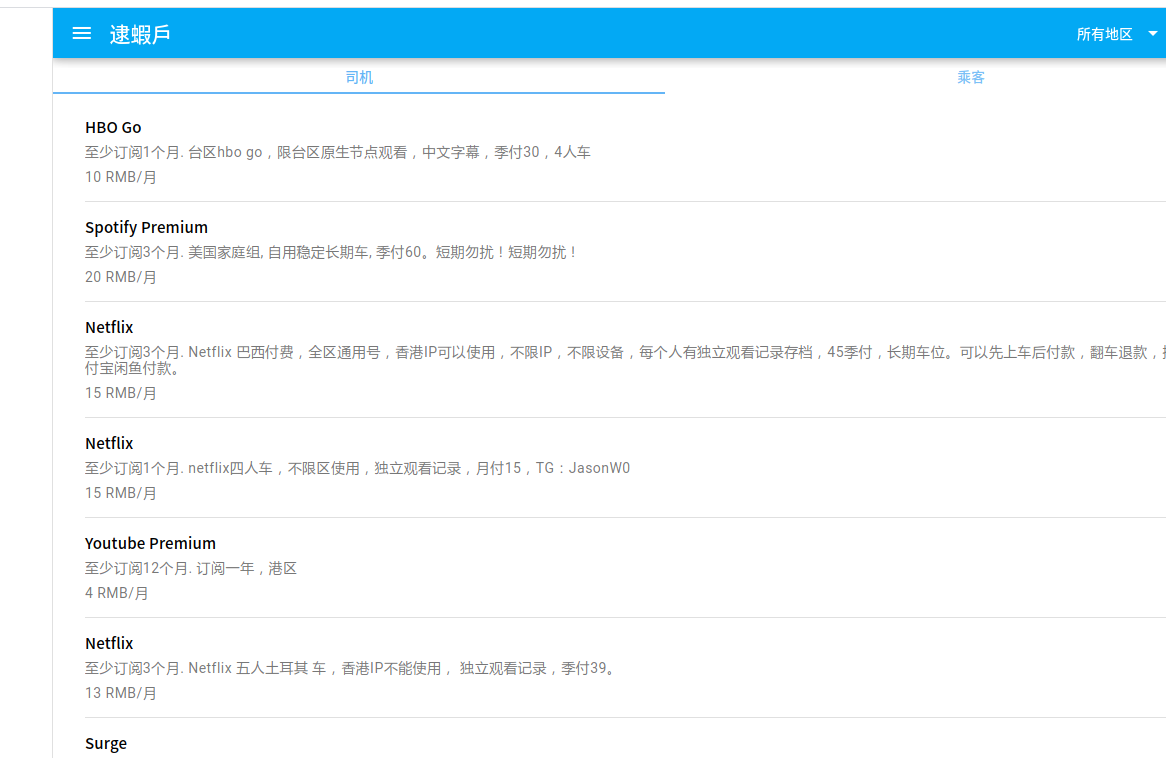 逮蝦戶
所有地区
司机
乘客
HBO Go
至少订阅1个月. 台区hbo go，限台区原生节点观看，中文字幕，季付30，4人车
10 RMB/月
Spotify Premium
至少订阅3个月. 美国家庭组, 自用稳定长期车, 季付60。短期勿扰！短期勿扰！
20 RMB/月
Netflix
至少订阅3个月. Netflix 巴西付费，全区通用号，香港IP可以使用，不限IP，不限设备，每个人有独立观看记录存档，45季付，长期车位。可以先上车后付款，翻车退款，
付宝闲鱼付款。
15 RMB/月
Netflix
至少订阅1个月. netflix四人车，不限区使用，独立观看记录，月付15，TG：JasonW0
15 RMB/月
Youtube Premium
至少订阅12个月. 订阅一年，港区
4 RMB/月
Netflix
至少订阅3个月. Netflix 五人土耳其 车，香港IP不能使用， 独立观看记录，季付39。
13 RMB/月
Surge